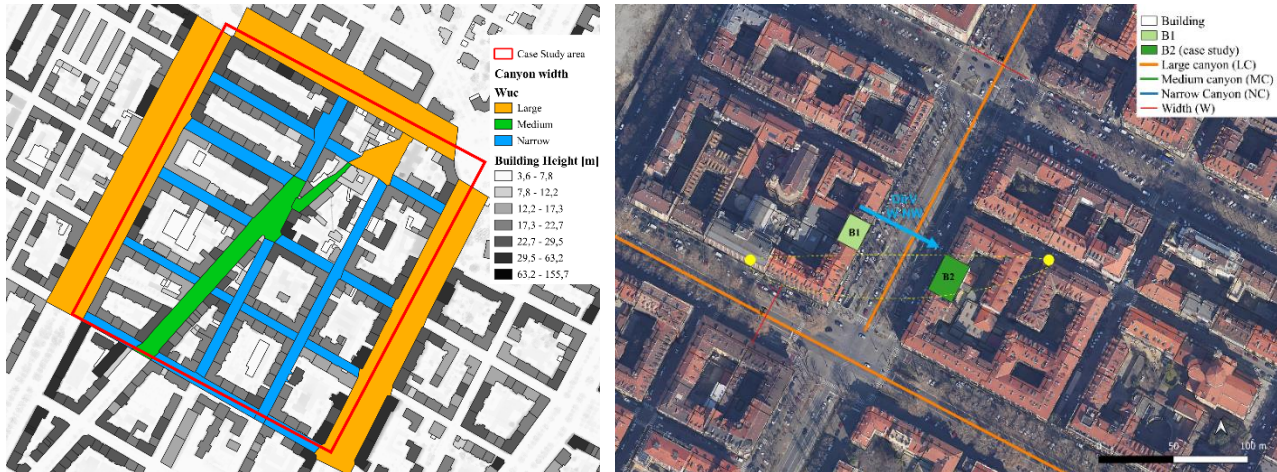 Case Study area
Canyon width
Wuc
Large
Medium
Narrow
Building Height [m]
3,6 - 7,8
7,8 - 12,2
12,2 - 17,3
17,3 - 22,7
22,7 - 29,5
29,5 - 63,2
63,2 - 155,7
Building
B1
B2 (case study)
Large canyon (LC)
Medium canyon (MC)
Narrow Canyon (NC)
Width (W)
B1
B2
0 50 100 m